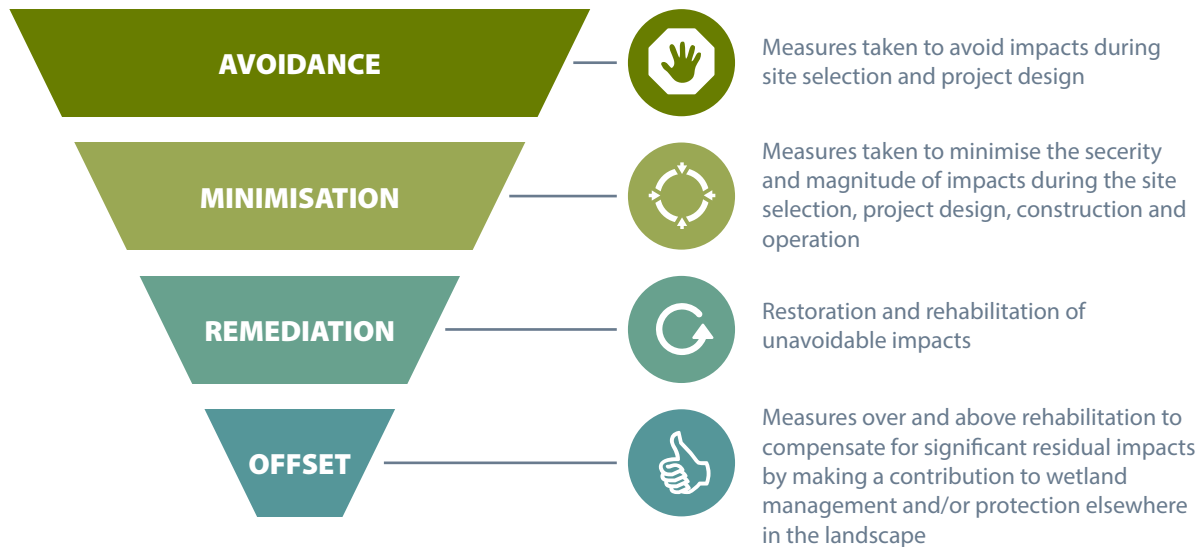 AVOIDANCE
Measures taken to avoid impacts during
site selection and project design
MINIMISATION
Measures taken to minimise the secerity
and magnitude of impacts during the site
selection, project design, construction and
operation
REMEDIATION
Restoration and rehabilitation of
unavoidable impacts
OFFSET
Measures over and above rehabilitation to
compensate for significant residual impacts
by making a contribution to wetland
management and/or protection elsewhere
in the landscape